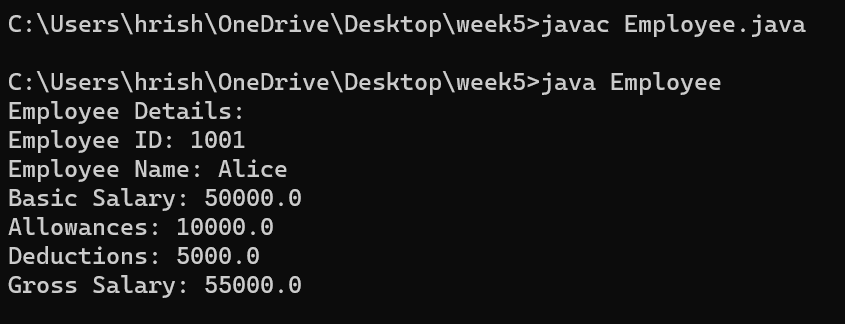 C:\Users\hrish\OneDrive\Desktop\week5>javac Employee.java
C:\Users\hrish\OneDrive\Desktop\week5>java Employee
Employee Details:
Employee ID: 1001
Employee Name: Alice
Basic Salary: 50000.0
Allowances: 10000.0
Deductions: 5000.0
Gross Salary: 55000.0